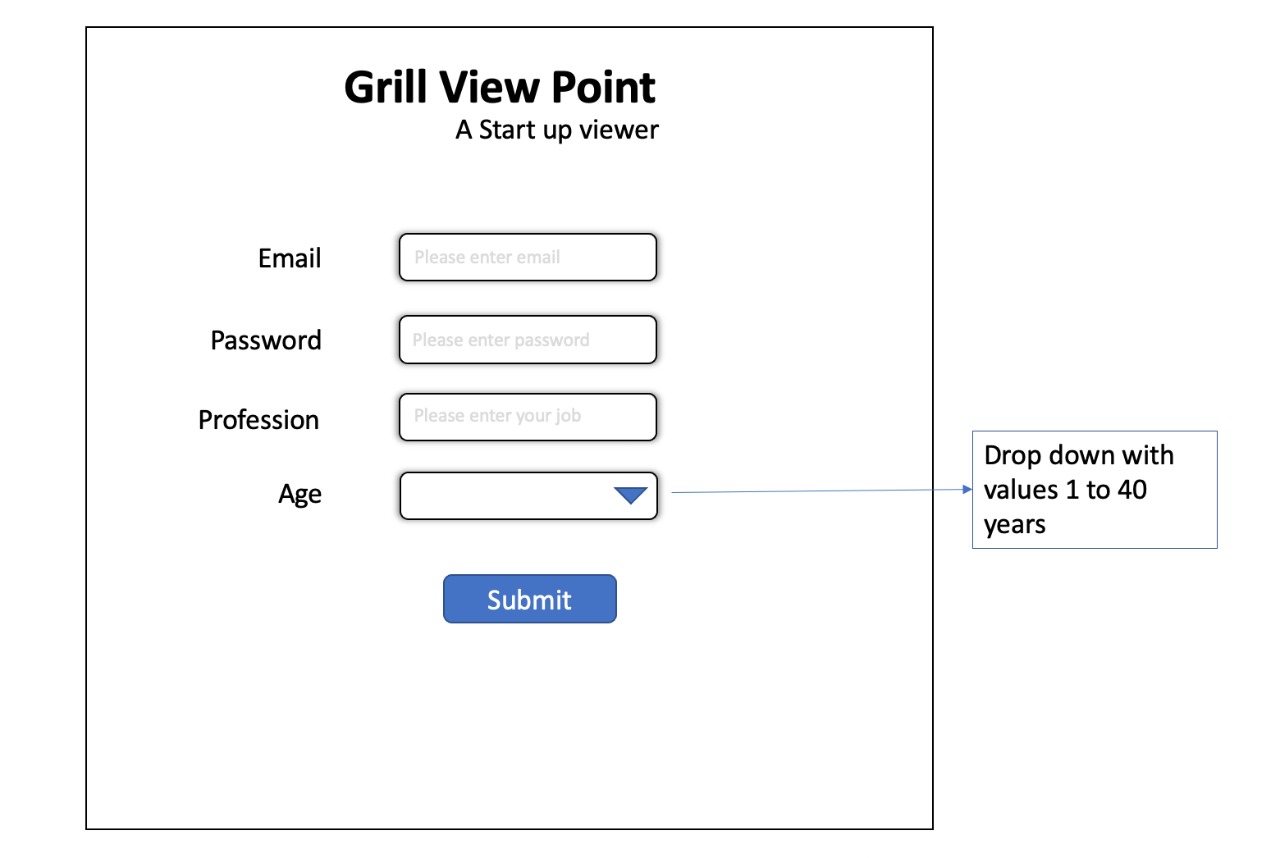 Grill View Point
A Start up viewer
Email
Please enter email
Password
Please enter password
Profession
Please enter your job
Age
Drop down with
values 1 to 40
years
Submit